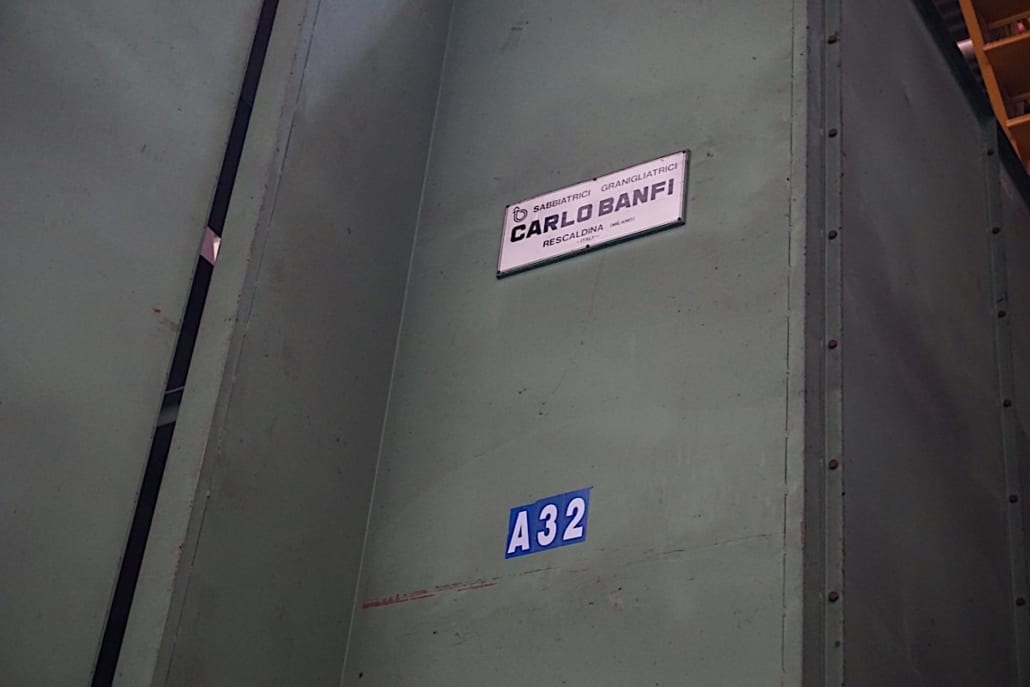 SABBIATRICI GRANIGLIATRICI
CARLO BANFI
RESCALDINA (MILANO)
- ITALY -
A32